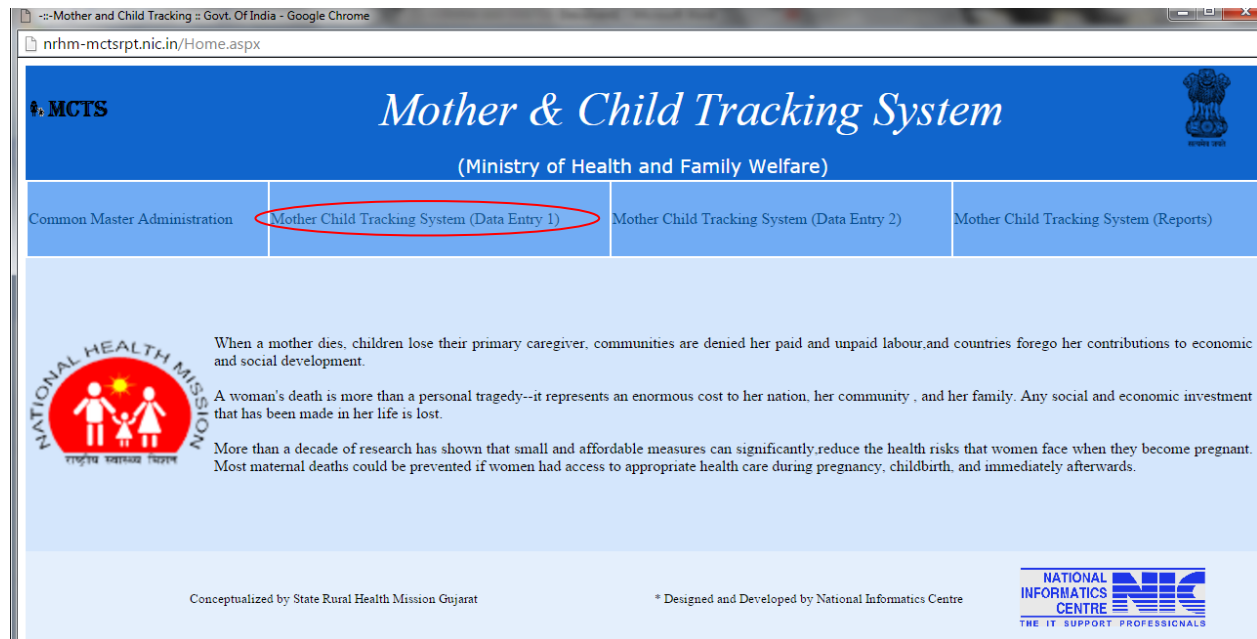 -::-Mother and Child Tracking :: Govt. Of India - Google Chrome
nrhm-mctsrpt.nic.in/Home.aspx
MCTS
Mother & Child Tracking System
सत्यमेव जयते
(Ministry of Health and Family Welfare)
Common Master Administration
Mother Child Tracking System (Data Entry 1)
Mother Child Tracking System (Data Entry 2)
Mother Child Tracking System (Reports)
NATIONAL HEALTH MISSION
राष्ट्रीय स्वास्थ्य मिशन
When a mother dies, children lose their primary caregiver, communities are denied her paid and unpaid labour,and countries forego her contributions to economic
and social development.
A woman's death is more than a personal tragedy--it represents an enormous cost to her nation, her community , and her family. Any social and economic investment
that has been made in her life is lost.
More than a decade of research has shown that small and affordable measures can significantly,reduce the health risks that women face when they become pregnant.
Most maternal deaths could be prevented if women had access to appropriate health care during pregnancy, childbirth, and immediately afterwards.
Conceptualized by State Rural Health Mission Gujarat
* Designed and Developed by National Informatics Centre
NATIONAL
INFORMATICS
CENTRE
NIC
THE IT SUPPORT PROFESSIONALS